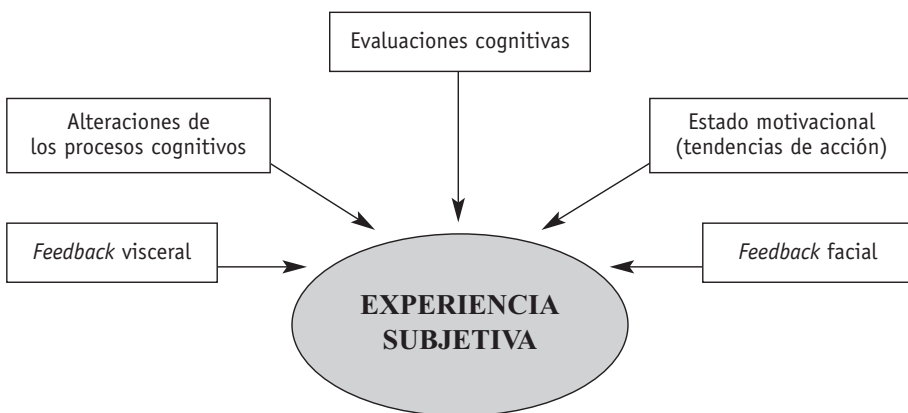 Evaluaciones cognitivas
Alteraciones de
los procesos cognitivos
Estado motivacional
(tendencias de acción)
Feedback visceral
Feedback facial
EXPERIENCIA
SUBJETIVA